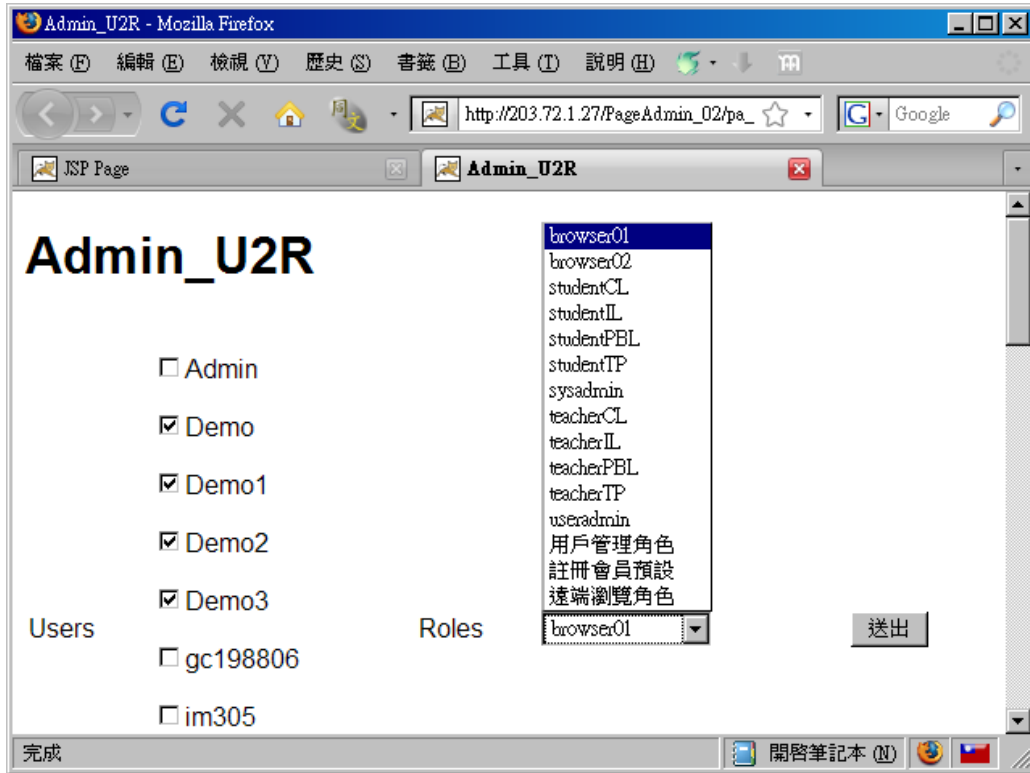 Admin_U2R - Mozilla Firefox
檔案 (F) 編輯 (E) 檢視 (V) 歷史 (S) 書籤 (B) 工具 (T) 說明 (H)
http://203.72.1.27/PageAdmin_02/pa_ Google
JSP Page Admin_U2R
Admin_U2R
browser01
browser02
studentCL
studentIL
studentPBL
studentTP
sysadmin
teacherCL
teacherIL
teacherPBL
teacherTP
useradmin
用戶管理角色
註冊會員預設
遠端瀏覽角色
Admin
Demo
Demo1
Demo2
Demo3
Users Roles browser01 送出
gc198806
im305
完成 開啓筆記本 (N)